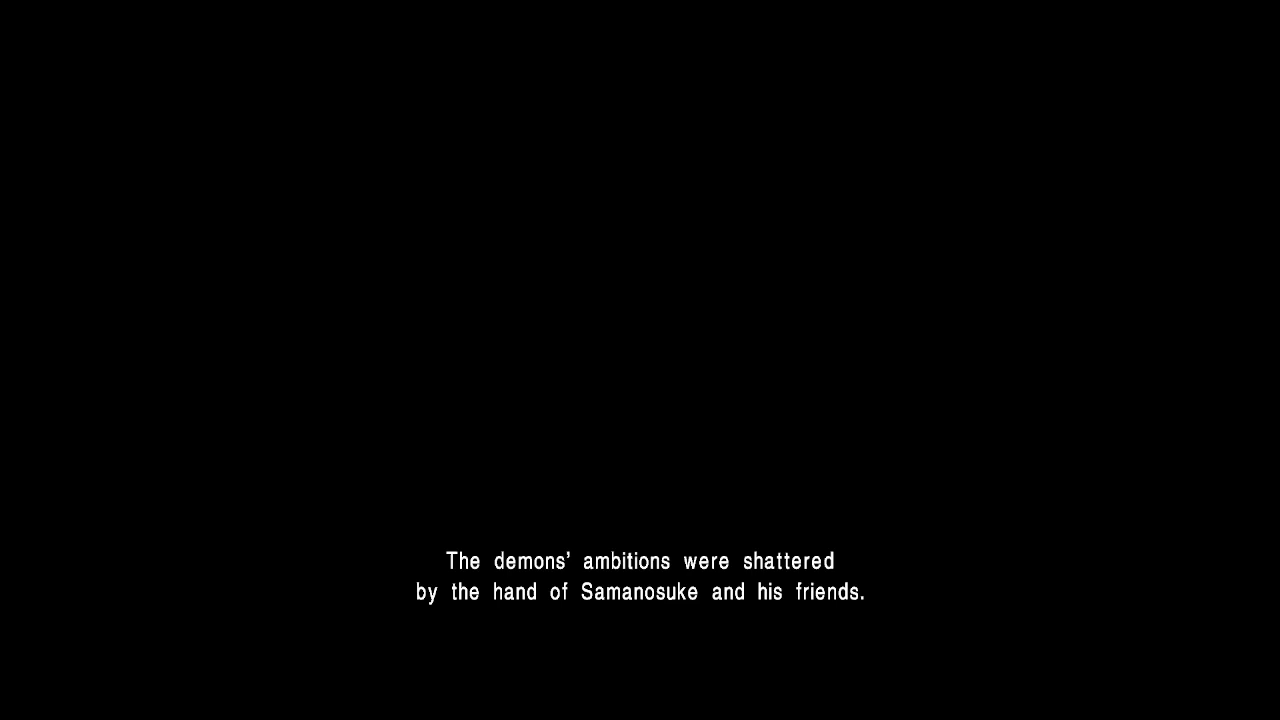 The demons’ ambitions were shattered
by the hand of Samanosuke and his friends.